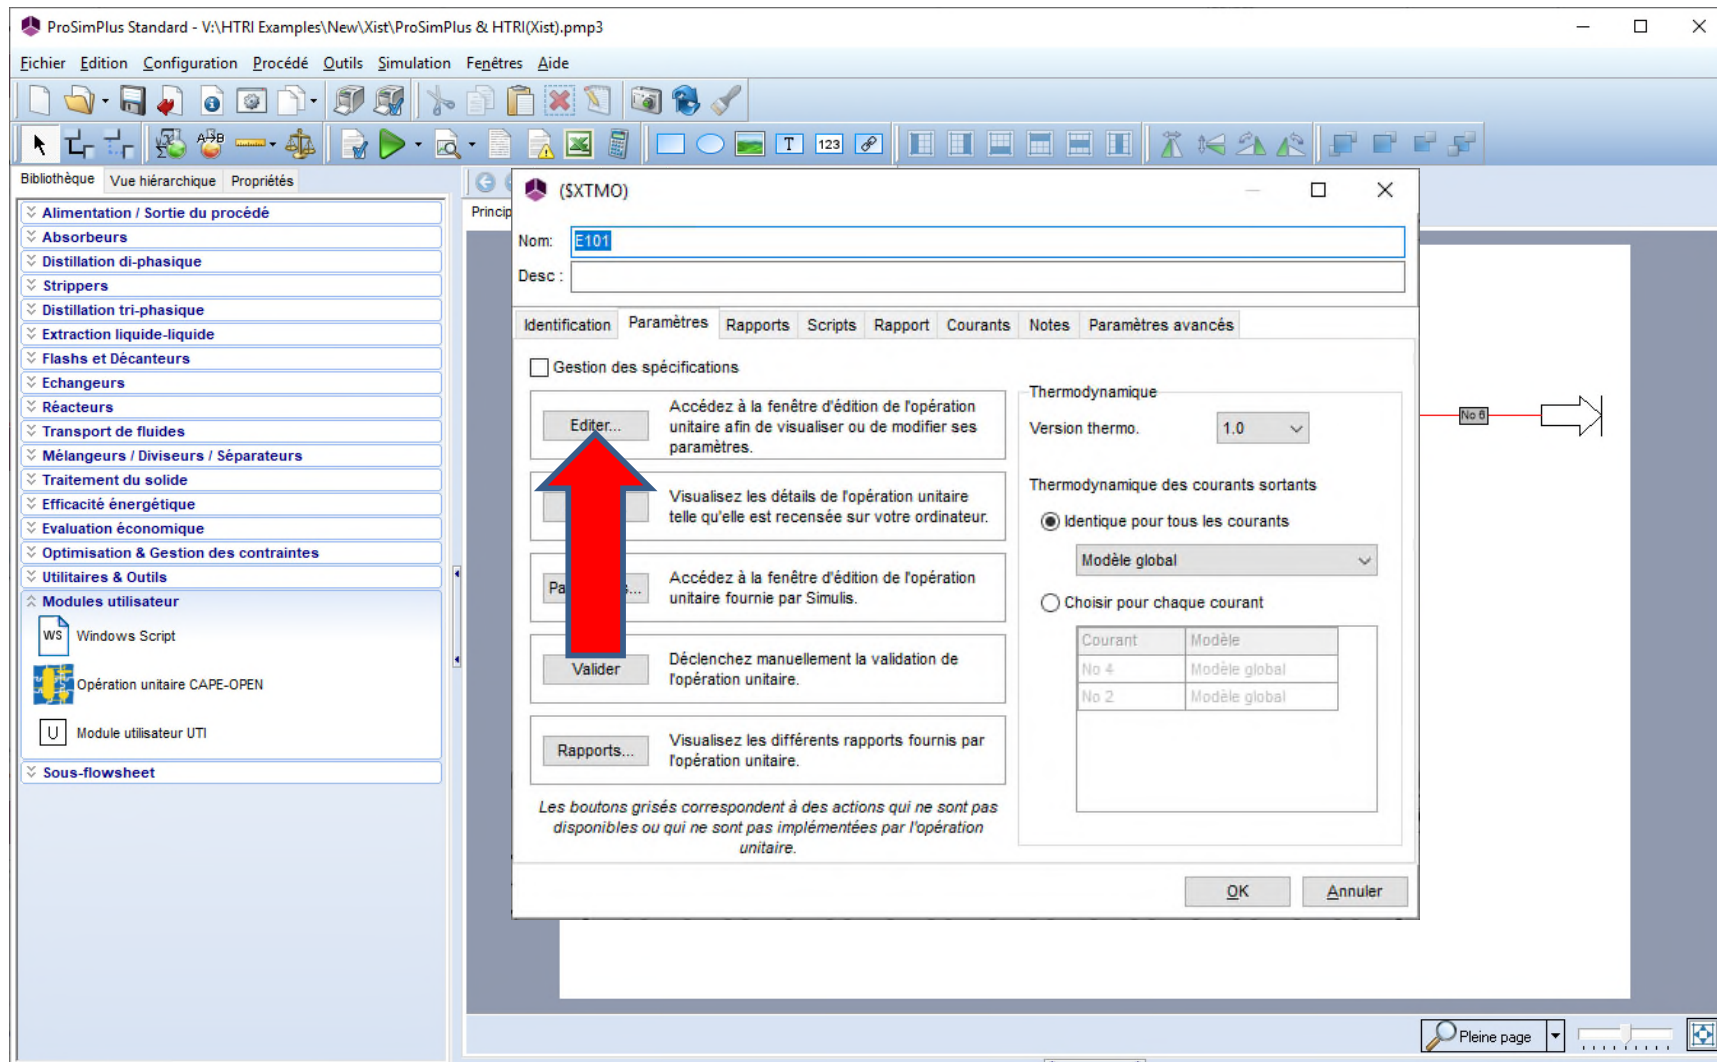 ProSimPlus Standard - V:\HTRI Examples\New\Xist\ProSimPlus & HTRI(Xist).pmp3
Fichier Edition Configuration Procédé Outils Simulation Fenêtres Aide
A>B
T
123
Bibliothèque Vue hiérarchique Propriétés
Alimentation / Sortie du procédé
Absorbeurs
Distillation di-phasique
Strippers
Distillation tri-phasique
Extraction liquide-liquide
Flashs et Décanteurs
Echangeurs
Réacteurs
Transport de fluides
Mélangeurs / Diviseurs / Séparateurs
Traitement du solide
Efficacité énergétique
Evaluation économique
Optimisation & Gestion des contraintes
Utilitaires & Outils
Modules utilisateur
WS Windows Script
Opération unitaire CAPE-OPEN
U Module utilisateur UTI
Sous-flowsheet
($XTMO)
Nom: E101
Desc :
Identification Paramètres Rapports Scripts Rapport Courants Notes Paramètres avancés
Gestion des spécifications
Editer...
Accédez à la fenêtre d'édition de l'opération
unitaire afin de visualiser ou de modifier ses
paramètres.
Visualisez les détails de l'opération unitaire
telle qu'elle est recensée sur votre ordinateur.
Accédez à la fenêtre d'édition de l'opération
unitaire fournie par Simulis.
Valider
Déclenchez manuellement la validation de
l'opération unitaire.
Rapports...
Visualisez les différents rapports fournis par
l'opération unitaire.
Les boutons grisés correspondent à des actions qui ne sont pas
disponibles ou qui ne sont pas implémentées par l'opération
unitaire.
Thermodynamique
Version thermo. 1.0
Thermodynamique des courants sortants
Identique pour tous les courants
Modèle global
Choisir pour chaque courant
Courant Modèle
No 4 Modèle global
No 2 Modèle global
OK Annuler
No 6
Pleine page